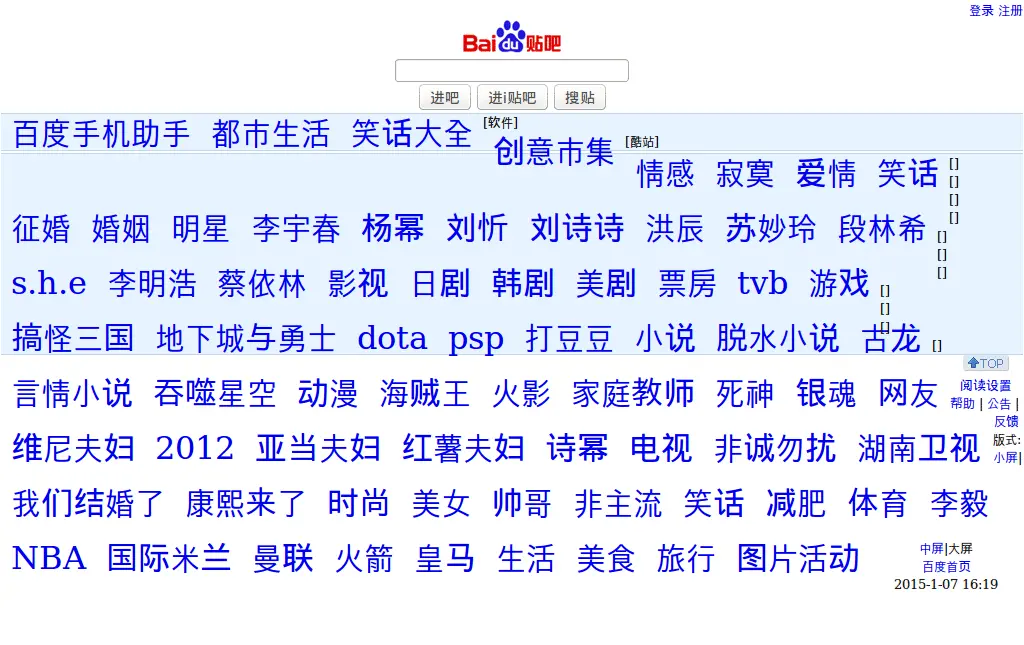 登录 注册
Bai du 贴吧
进吧 进i贴吧 搜贴
百度手机助手 都市生活 笑话大全 [软件]
创意市集 [酷站]
情感 寂寞 爱情 笑话 []
[]
[]
[]
征婚 婚姻 明星 李宇春 杨幂 刘忻 刘诗诗 洪辰 苏妙玲 段林希 []
[]
[]
s.h.e 李明浩 蔡依林 影视 日剧 韩剧 美剧 票房 tvb 游戏 []
[]
[]
搞怪三国 地下城与勇士 dota psp 打豆豆 小说 脱水小说 古龙 []
TOP
言情小说 吞噬星空 动漫 海贼王 火影 家庭教师 死神 银魂 网友
阅读设置
帮助 | 公告 |
反馈
维尼夫妇 2012 亚当夫妇 红薯夫妇 诗幂 电视 非诚勿扰 湖南卫视
版式:
小屏|
我们结婚了 康熙来了 时尚 美女 帅哥 非主流 笑话 减肥 体育 李毅
NBA 国际米兰 曼联 火箭 皇马 生活 美食 旅行 图片活动
中屏|大屏
百度首页
2015-1-07 16:19